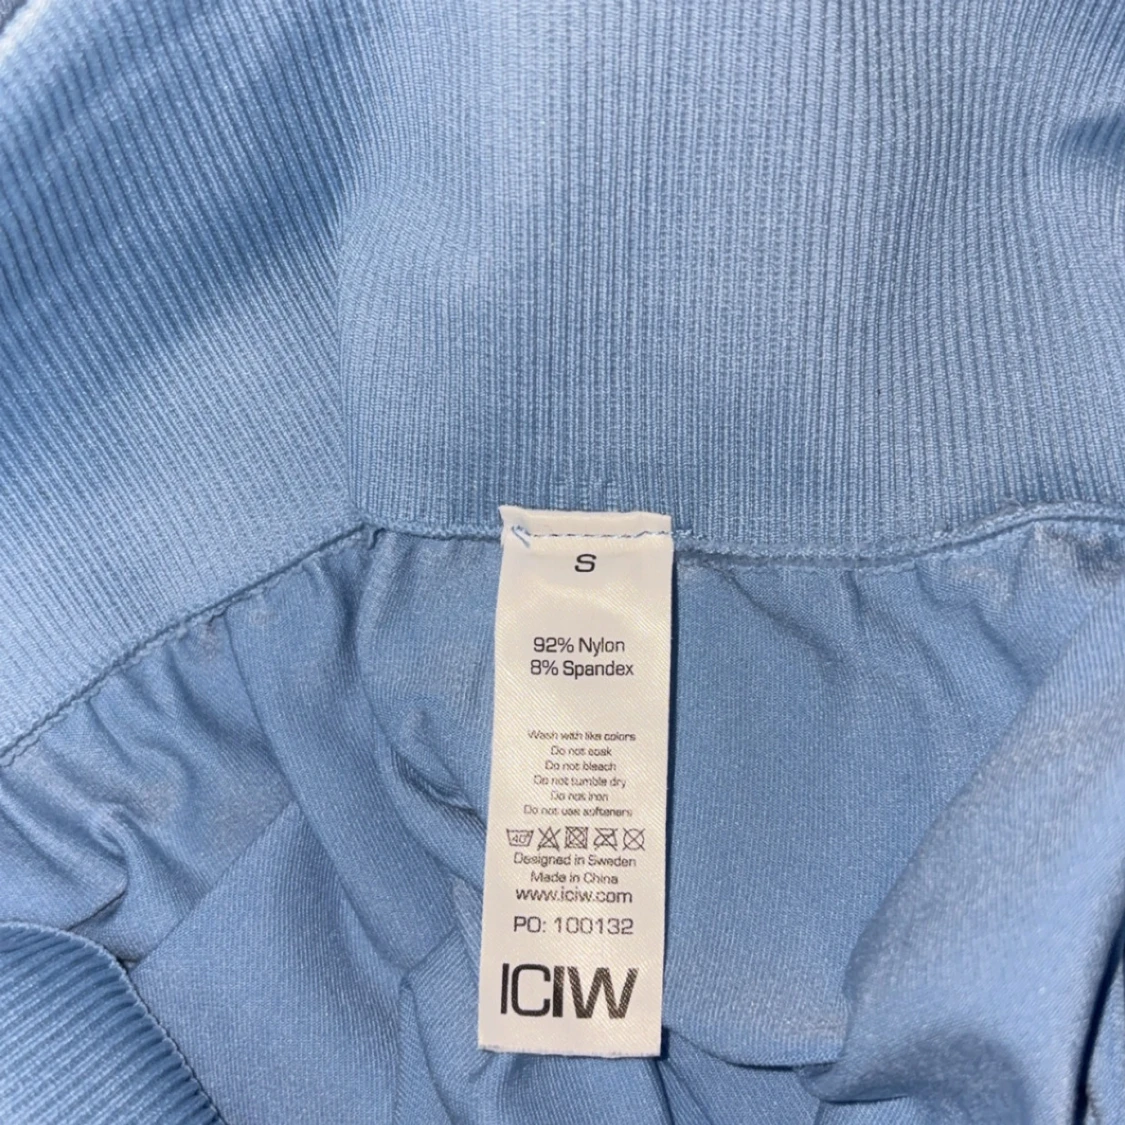 S
92% Nylon
8% Spandex
Wash with like colors
Do not soak
Do not bleach
Do not tumble dry
Do not iron
Do not use softeners
40°
Designed in Sweden
Made in China
www.iciw.com
PO: 100132
ICIW